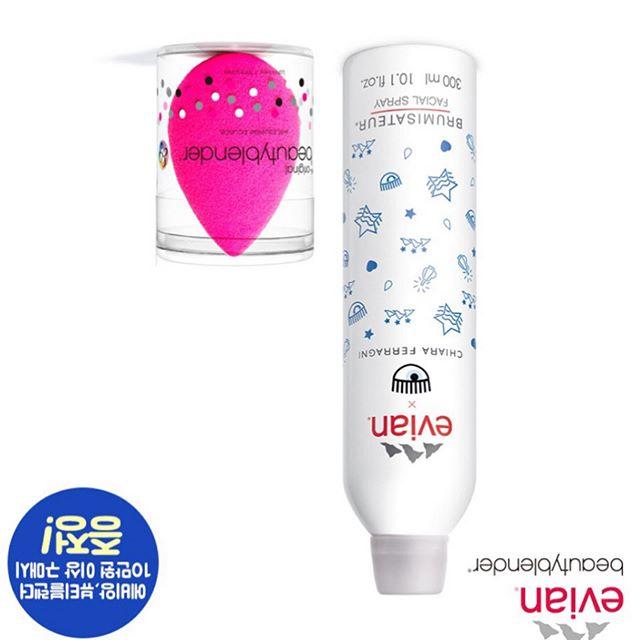 evian
beautyblender®
에비앙,뷰티블렌더
10만원 이상 구매시
증정!
evian.
×
CHIARA FERRAGNI
BRUMISATEUR®
FACIAL SPRAY
300 ml 10.1 fl.oz.
original
beautyblender®